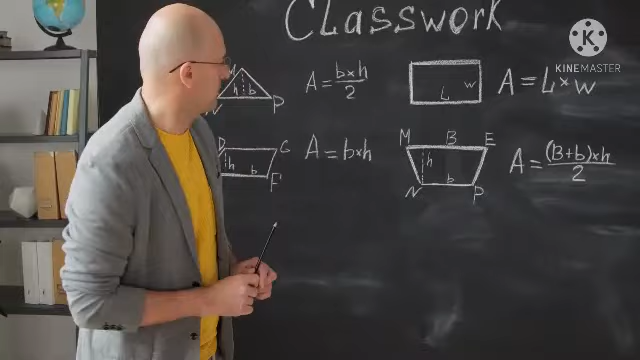 Classwork
KINEMASTER
h b
P
A = b×h/2
L w
A = L×w
D C
h b
F
A = b×h
M B E
h
b
N P
A = (B+b)×h/2